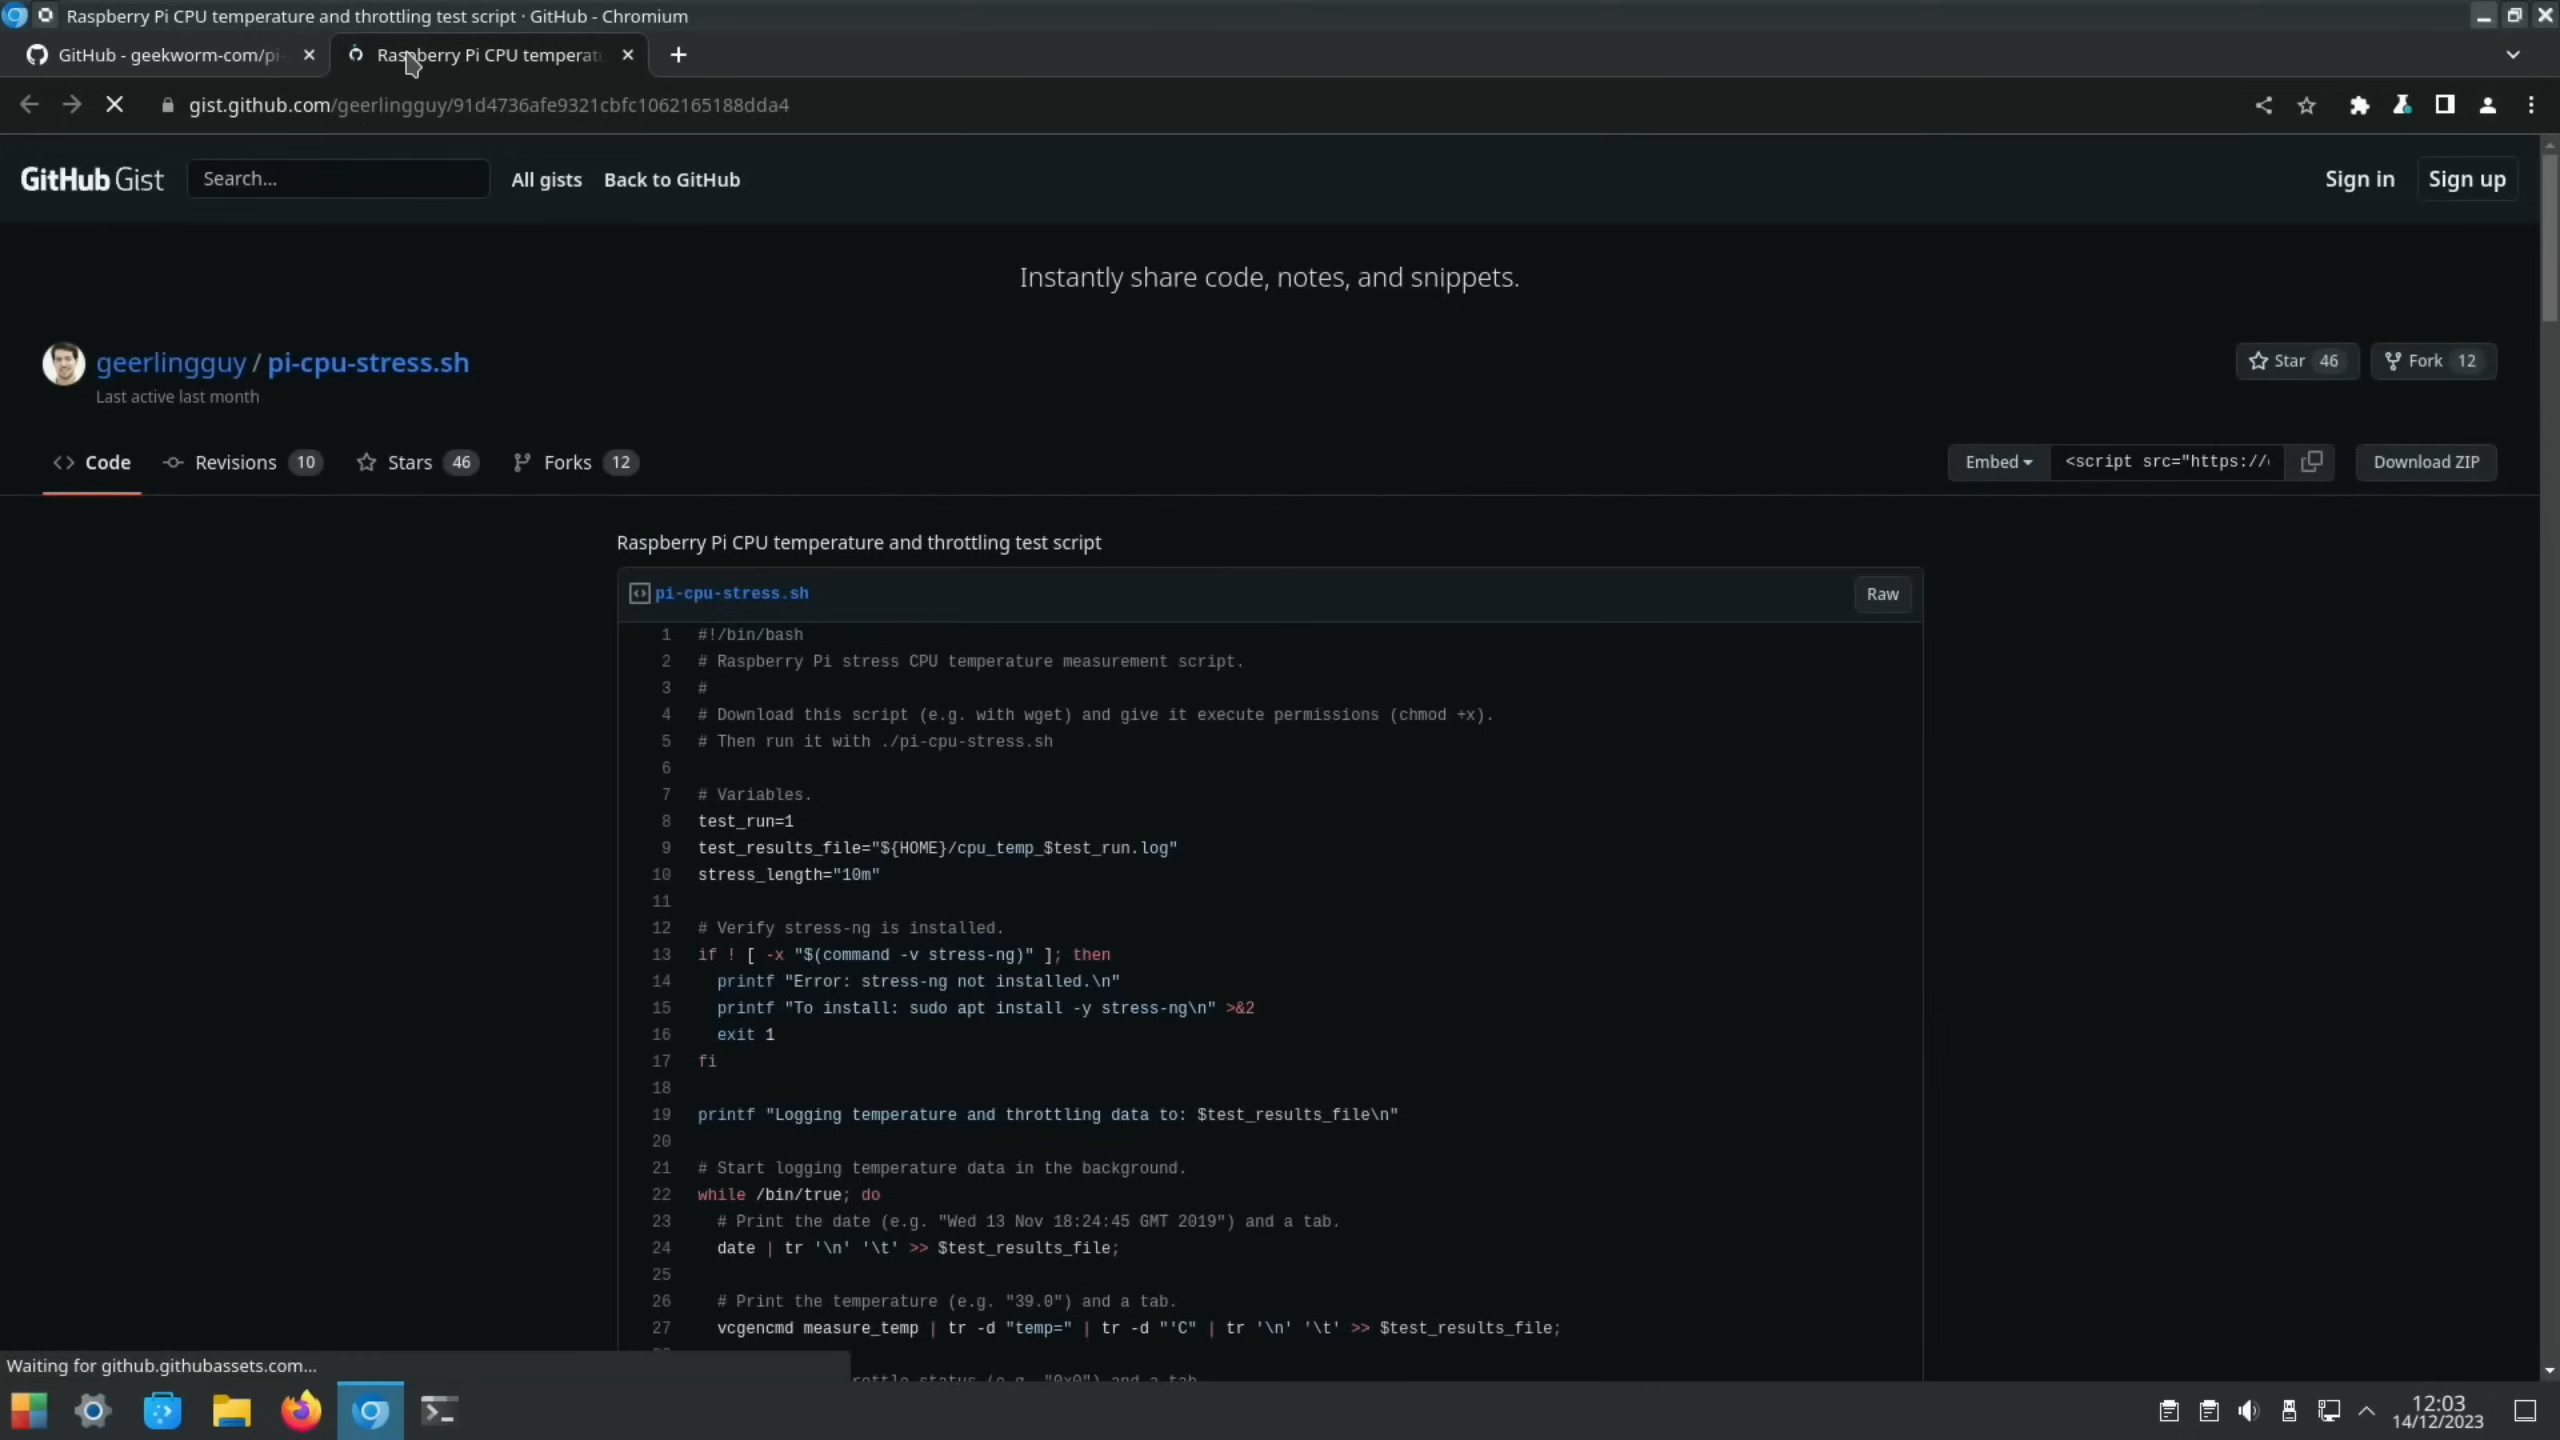 Raspberry Pi CPU temperature and throttling test script · GitHub - Chromium
GitHub - geekworm-com/pi-
Raspberry Pi CPU temperat
gist.github.com/geerlingguy/91d4736afe9321cbfc1062165188dda4
GitHub Gist
Search...
All gists
Back to GitHub
Sign in
Sign up
Instantly share code, notes, and snippets.
geerlingguy / pi-cpu-stress.sh
Last active last month
Star 46
Fork 12
Code
Revisions 10
Stars 46
Forks 12
Embed
<script src="https://
Download ZIP
Raspberry Pi CPU temperature and throttling test script
pi-cpu-stress.sh
Raw
1 #!/bin/bash
2 # Raspberry Pi stress CPU temperature measurement script.
3 #
4 # Download this script (e.g. with wget) and give it execute permissions (chmod +x).
5 # Then run it with ./pi-cpu-stress.sh
6
7 # Variables.
8 test_run=1
9 test_results_file="${HOME}/cpu_temp_$test_run.log"
10 stress_length="10m"
11
12 # Verify stress-ng is installed.
13 if ! [ -x "$(command -v stress-ng)" ]; then
14 printf "Error: stress-ng not installed.\n"
15 printf "To install: sudo apt install -y stress-ng\n" >&2
16 exit 1
17 fi
18
19 printf "Logging temperature and throttling data to: $test_results_file\n"
20
21 # Start logging temperature data in the background.
22 while /bin/true; do
23 # Print the date (e.g. "Wed 13 Nov 18:24:45 GMT 2019") and a tab.
24 date | tr '\n' '\t' >> $test_results_file;
25
26 # Print the temperature (e.g. "39.0") and a tab.
27 vcgencmd measure_temp | tr -d "temp=" | tr -d "'C" | tr '\n' '\t' >> $test_results_file;
Waiting for github.githubassets.com...
12:03
14/12/2023